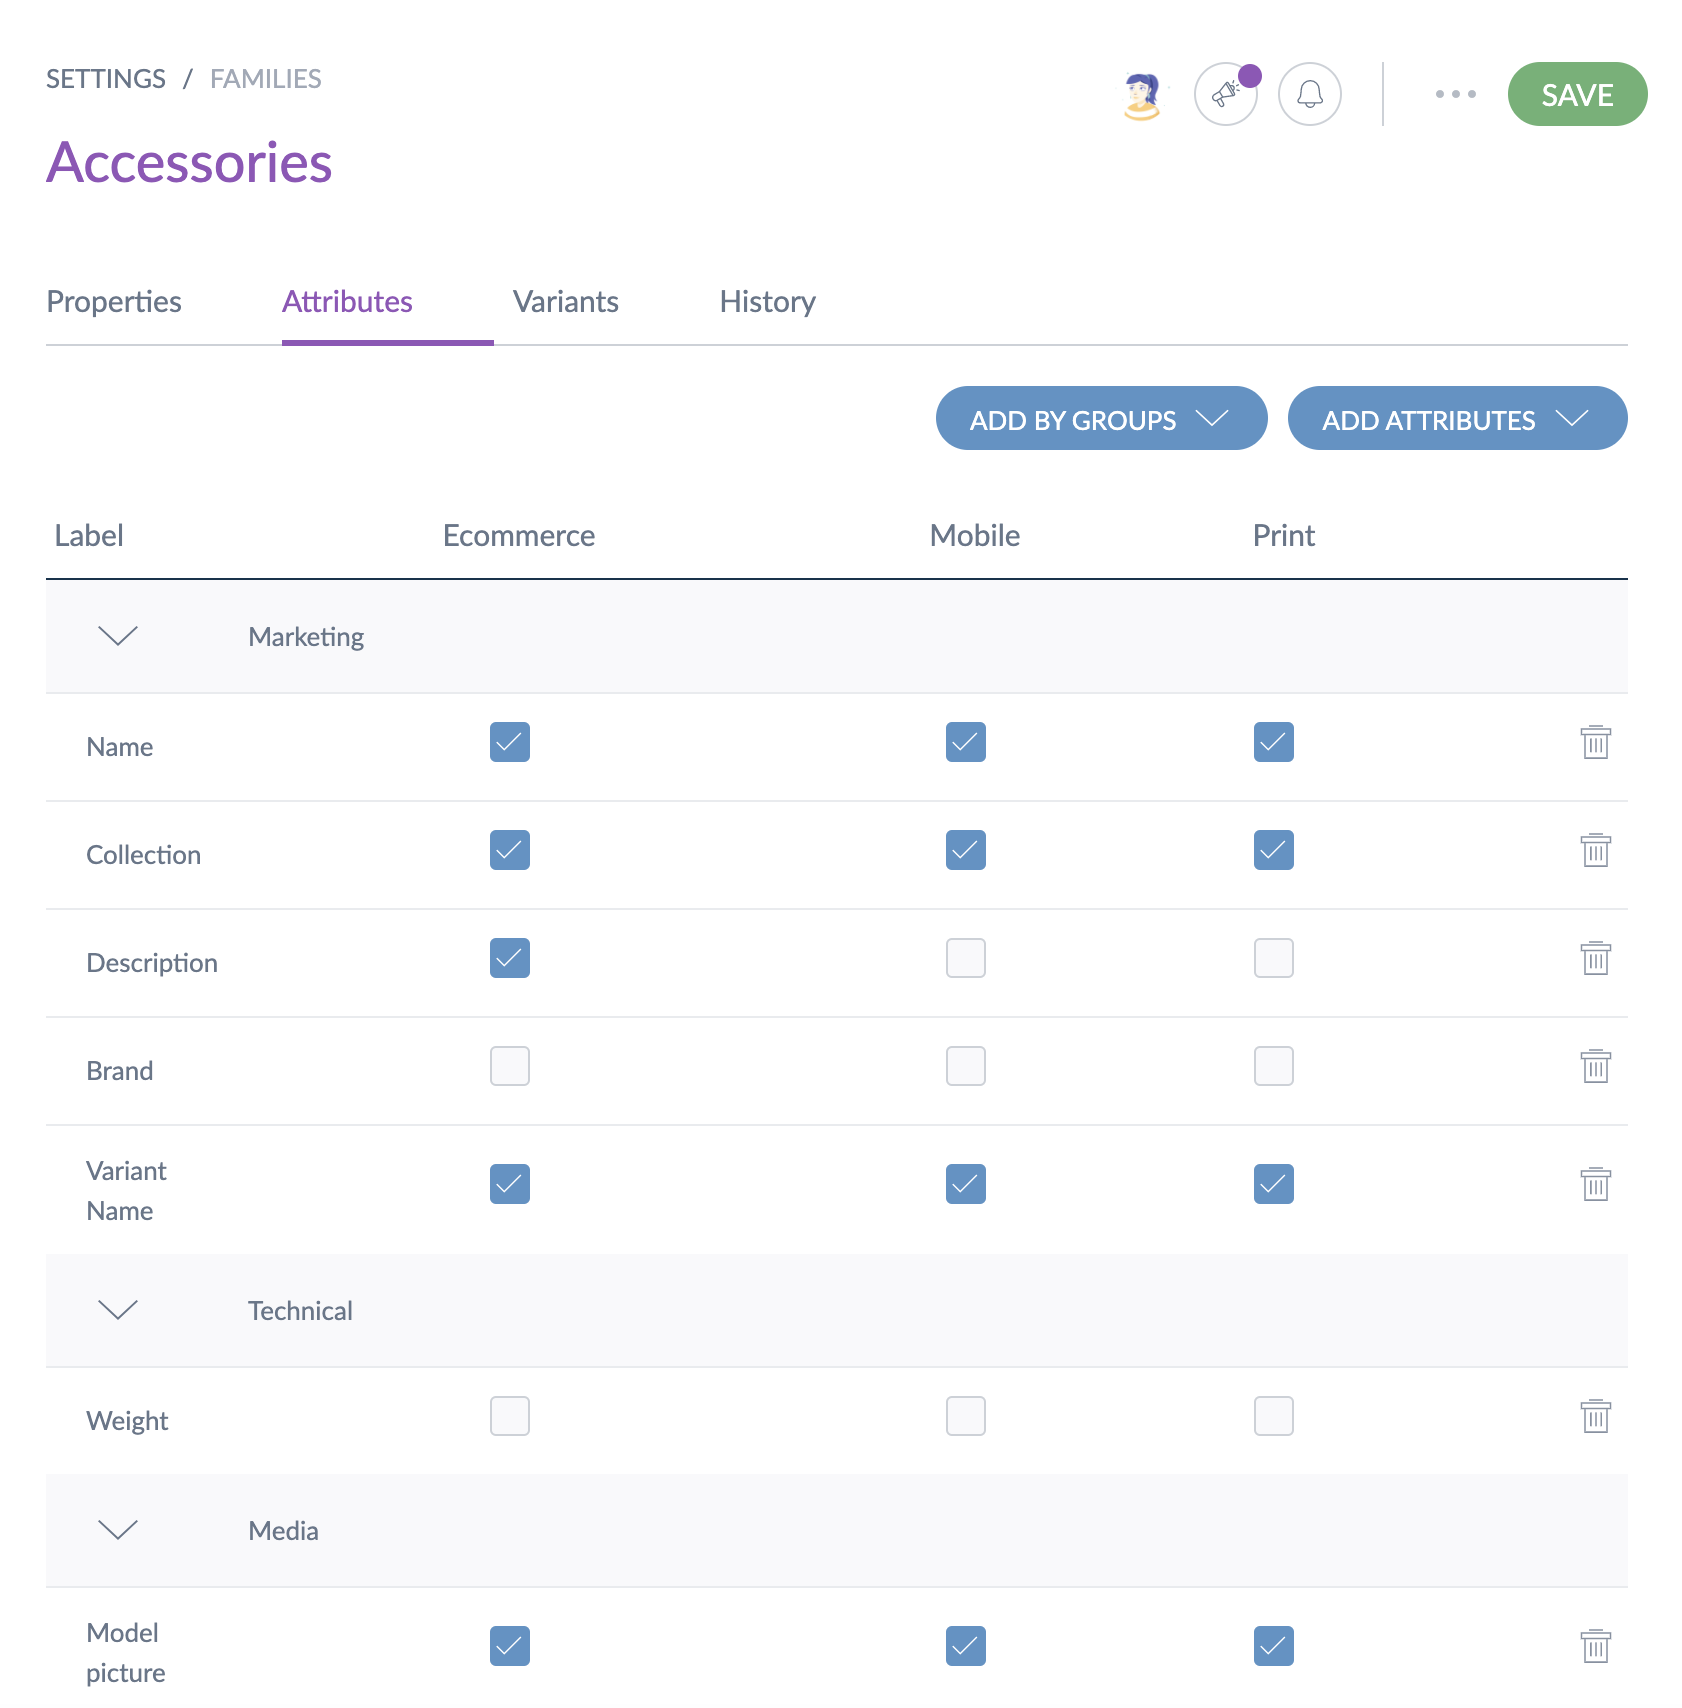 SETTINGS / FAMILIES
SAVE
Accessories
Properties Attributes Variants History
ADD BY GROUPS ADD ATTRIBUTES
Label Ecommerce Mobile Print
Marketing
Name
Collection
Description
Brand
Variant
Name
Technical
Weight
Media
Model
picture